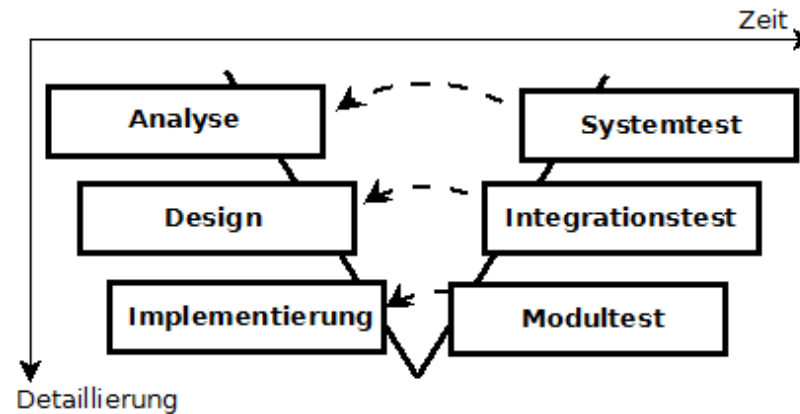 Zeit
Analyse
Systemtest
Design
Integrationstest
Implementierung
Modultest
Detaillierung